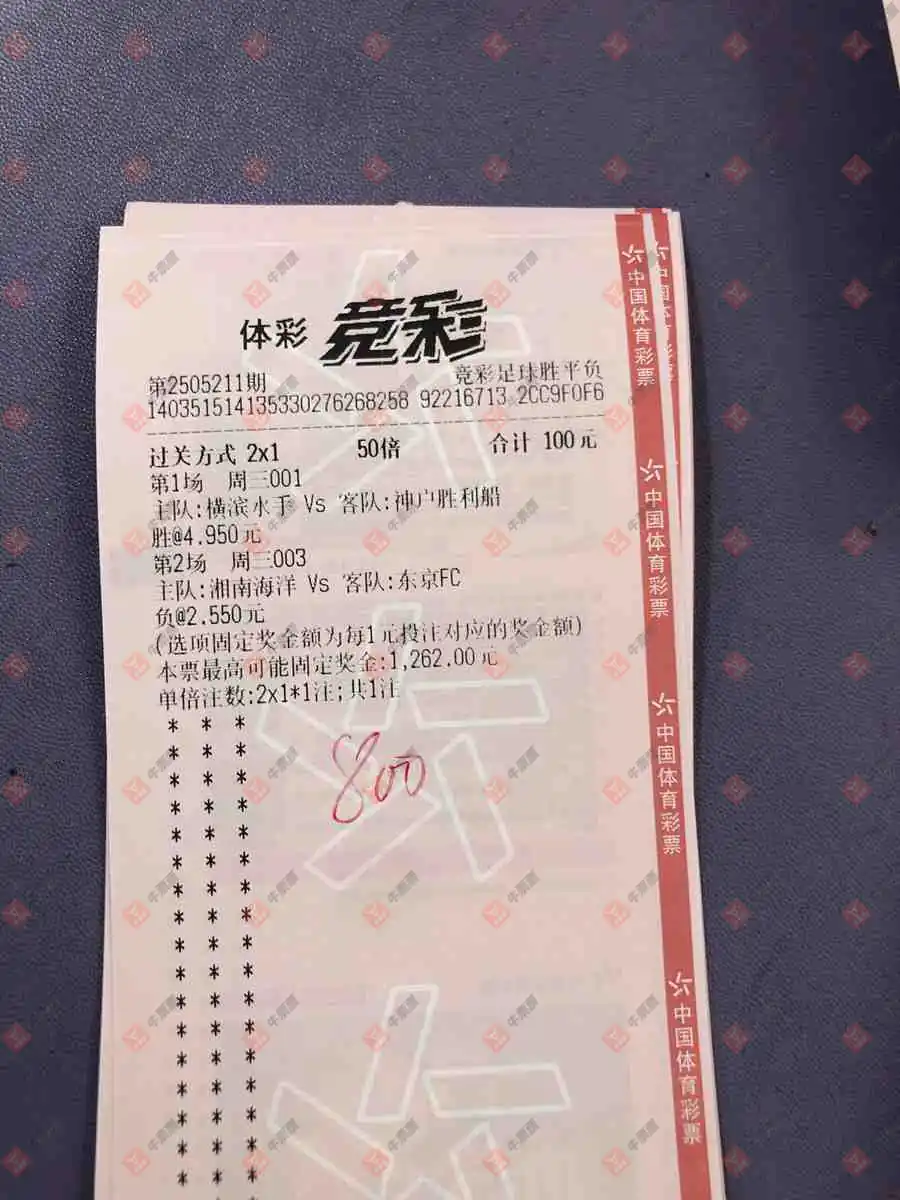 体彩 竞彩
第2505211期 竞彩足球胜平负
140351514135330276268258 92216713 2CC9F0F6
过关方式 2x1 50倍 合计 100元
第1场 周三001
主队:横滨水手 Vs 客队:神户胜利船
胜@4.950元
第2场 周三003
主队:湘南海洋 Vs 客队:东京FC
负@2.550元
(选项固定奖金额为每1元投注对应的奖金额)
本票最高可能固定奖金:1,262.00元
单倍注数:2x1*1注;共1注
800
中国体育彩票
中国体育彩票
中国体育彩票
中国体育彩票
牛票票